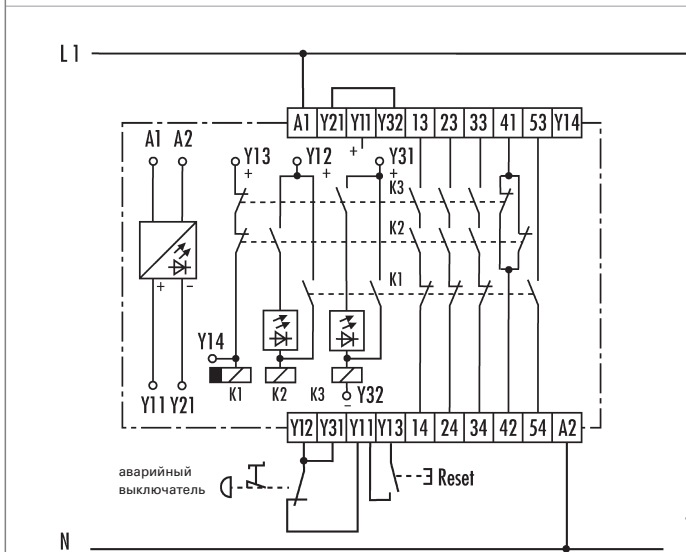 L1
A1 Y21 Y11 Y32 13 23 33 41 53 Y14
+
A1 A2 Y13 Y12 Y31
+ + +
K3
K2
K1
+ −
Y14
K1 K2 K3 Y32
−
Y11 Y21
Y12 Y31 Y11 Y13 14 24 34 42 54 A2
аварийный
выключатель
Reset
N